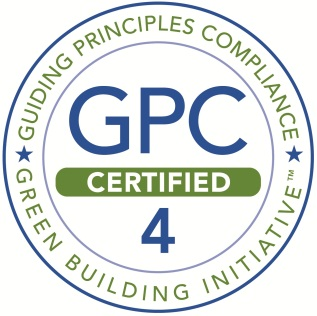 GUIDING PRINCIPLES COMPLIANCE
GPC
CERTIFIED
4
GREEN BUILDING INITIATIVE™